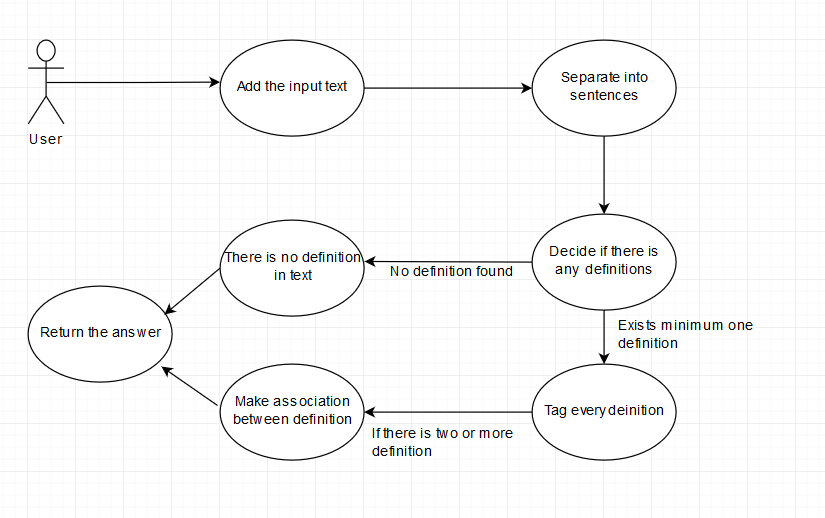 User
Add the input text
Separate into
sentences
Decide if there is
any definitions
No definition found
There is no definition
in text
Return the answer
Exists minimum one
definition
Tag every deinition
If there is two or more
definition
Make association
between definition